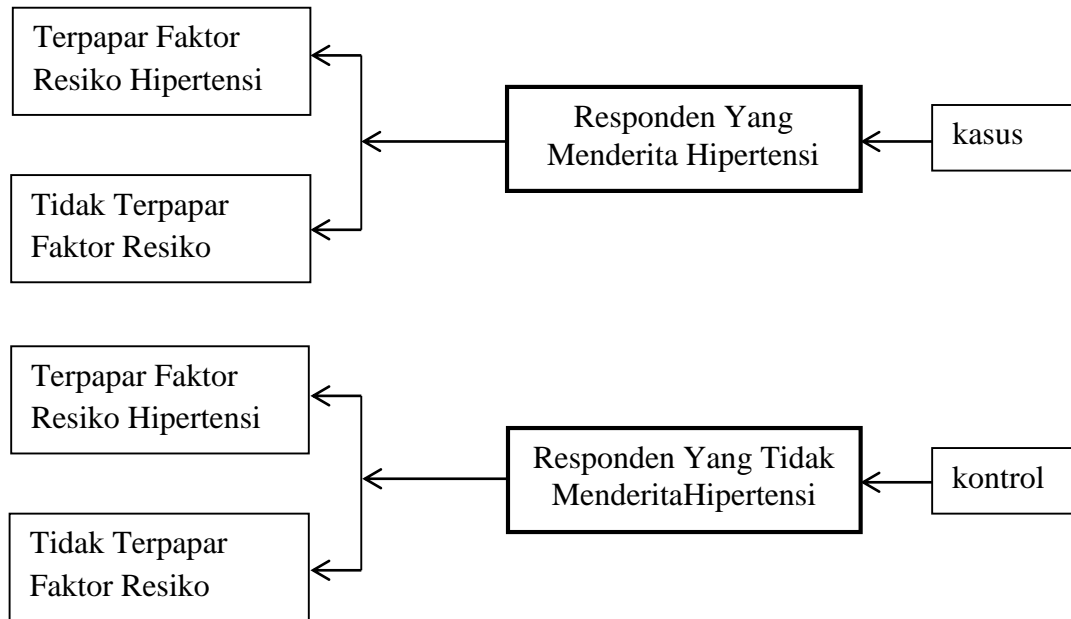 Terpapar Faktor
Resiko Hipertensi
Responden Yang
Menderita Hipertensi
kasus
Tidak Terpapar
Faktor Resiko
Terpapar Faktor
Resiko Hipertensi
Responden Yang Tidak
MenderitaHipertensi
kontrol
Tidak Terpapar
Faktor Resiko